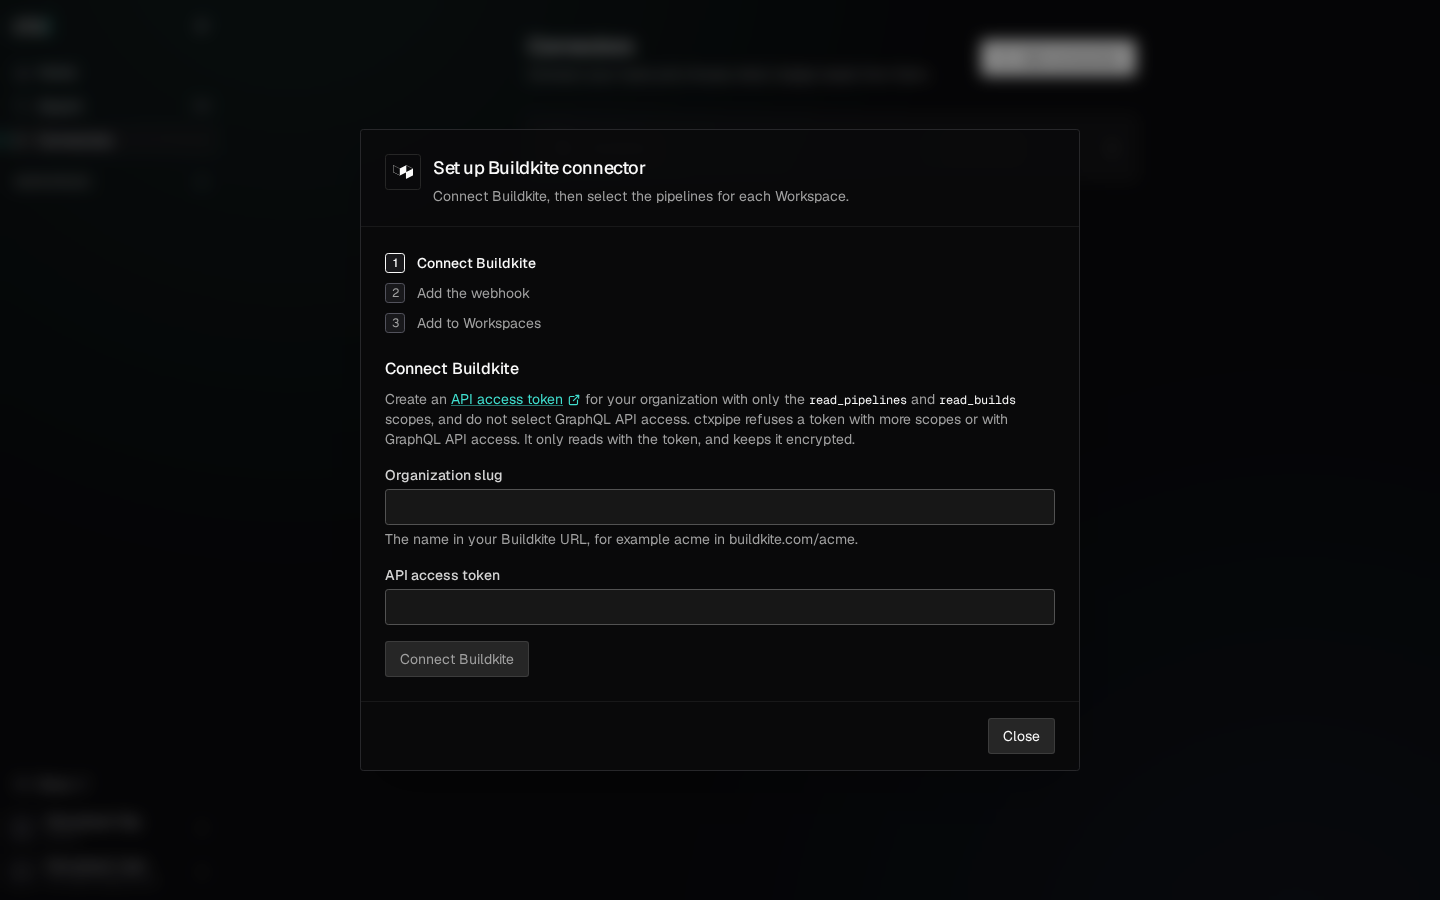 Set up Buildkite connector
Connect Buildkite, then select the pipelines for each Workspace.
1 Connect Buildkite
2 Add the webhook
3 Add to Workspaces
Connect Buildkite
Create an API access token for your organization with only the read_pipelines and read_builds
scopes, and do not select GraphQL API access. ctxpipe refuses a token with more scopes or with
GraphQL API access. It only reads with the token, and keeps it encrypted.
Organization slug
The name in your Buildkite URL, for example acme in buildkite.com/acme.
API access token
Connect Buildkite
Close